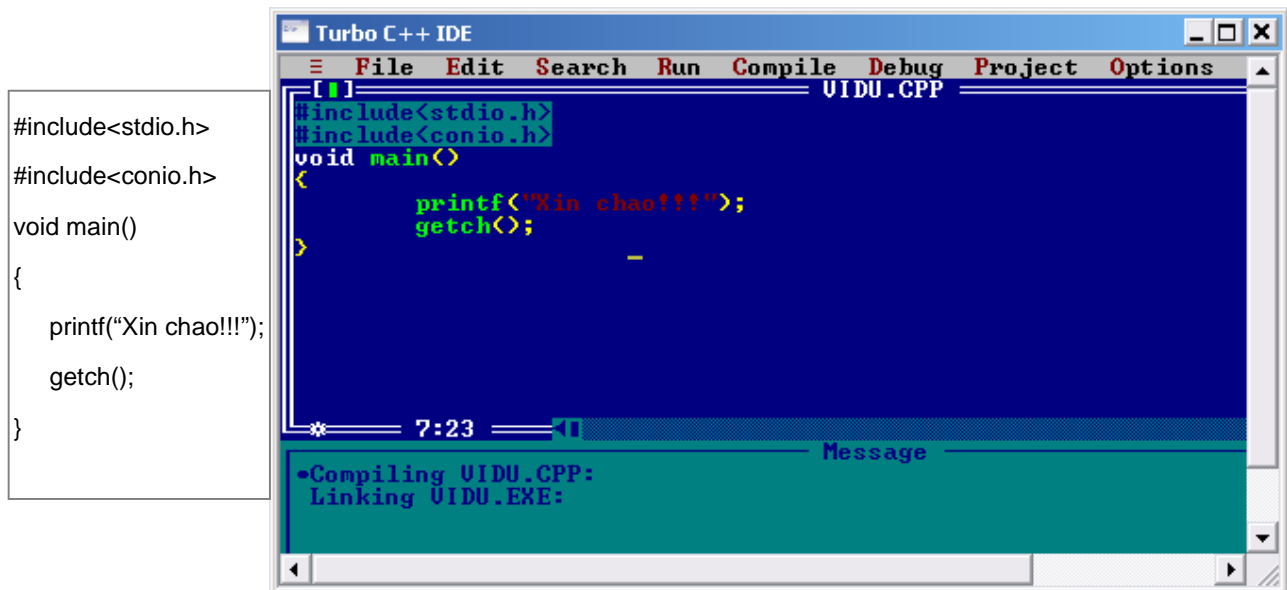 #include<stdio.h>
#include<conio.h>
void main()
{
printf(“Xin chao!!!”);
getch();
}
Turbo C++ IDE
≡ File Edit Search Run Compile Debug Project Options
[▮] VIDU.CPP
#include<stdio.h>
#include<conio.h>
void main()
{
printf("Xin chao!!!");
getch();
}
7:23
Message
•Compiling VIDU.CPP:
Linking VIDU.EXE: